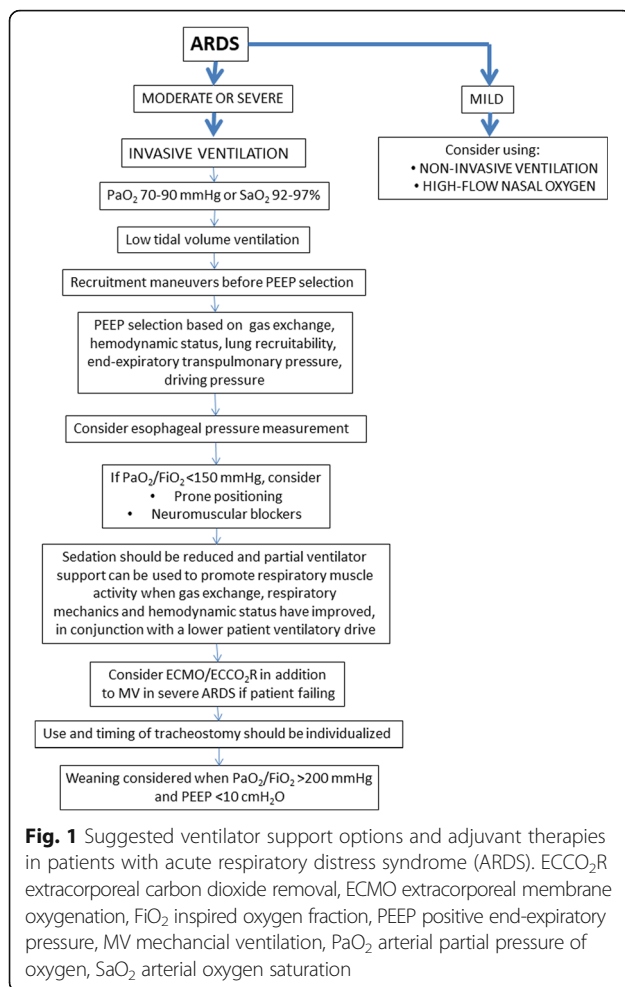 ARDS
MODERATE OR SEVERE
MILD
INVASIVE VENTILATION
Consider using:
• NON-INVASIVE VENTILATION
• HIGH-FLOW NASAL OXYGEN
PaO₂ 70-90 mmHg or SaO₂ 92-97%
Low tidal volume ventilation
Recruitment maneuvers before PEEP selection
PEEP selection based on gas exchange,
hemodynamic status, lung recruitability,
end-expiratory transpulmonary pressure,
driving pressure
Consider esophageal pressure measurement
If PaO₂/FiO₂<150 mmHg, consider
• Prone positioning
• Neuromuscular blockers
Sedation should be reduced and partial ventilator
support can be used to promote respiratory muscle
activity when gas exchange, respiratory
mechanics and hemodynamic status have improved,
in conjunction with a lower patient ventilatory drive
Consider ECMO/ECCO₂R in addition
to MV in severe ARDS if patient failing
Use and timing of tracheostomy should be individualized
Weaning considered when PaO₂/FiO₂ >200 mmHg
and PEEP <10 cmH₂O
Fig. 1 Suggested ventilator support options and adjuvant therapies
in patients with acute respiratory distress syndrome (ARDS). ECCO₂R
extracorporeal carbon dioxide removal, ECMO extracorporeal membrane
oxygenation, FiO₂ inspired oxygen fraction, PEEP positive end-expiratory
pressure, MV mechancial ventilation, PaO₂ arterial partial pressure of
oxygen, SaO₂ arterial oxygen saturation